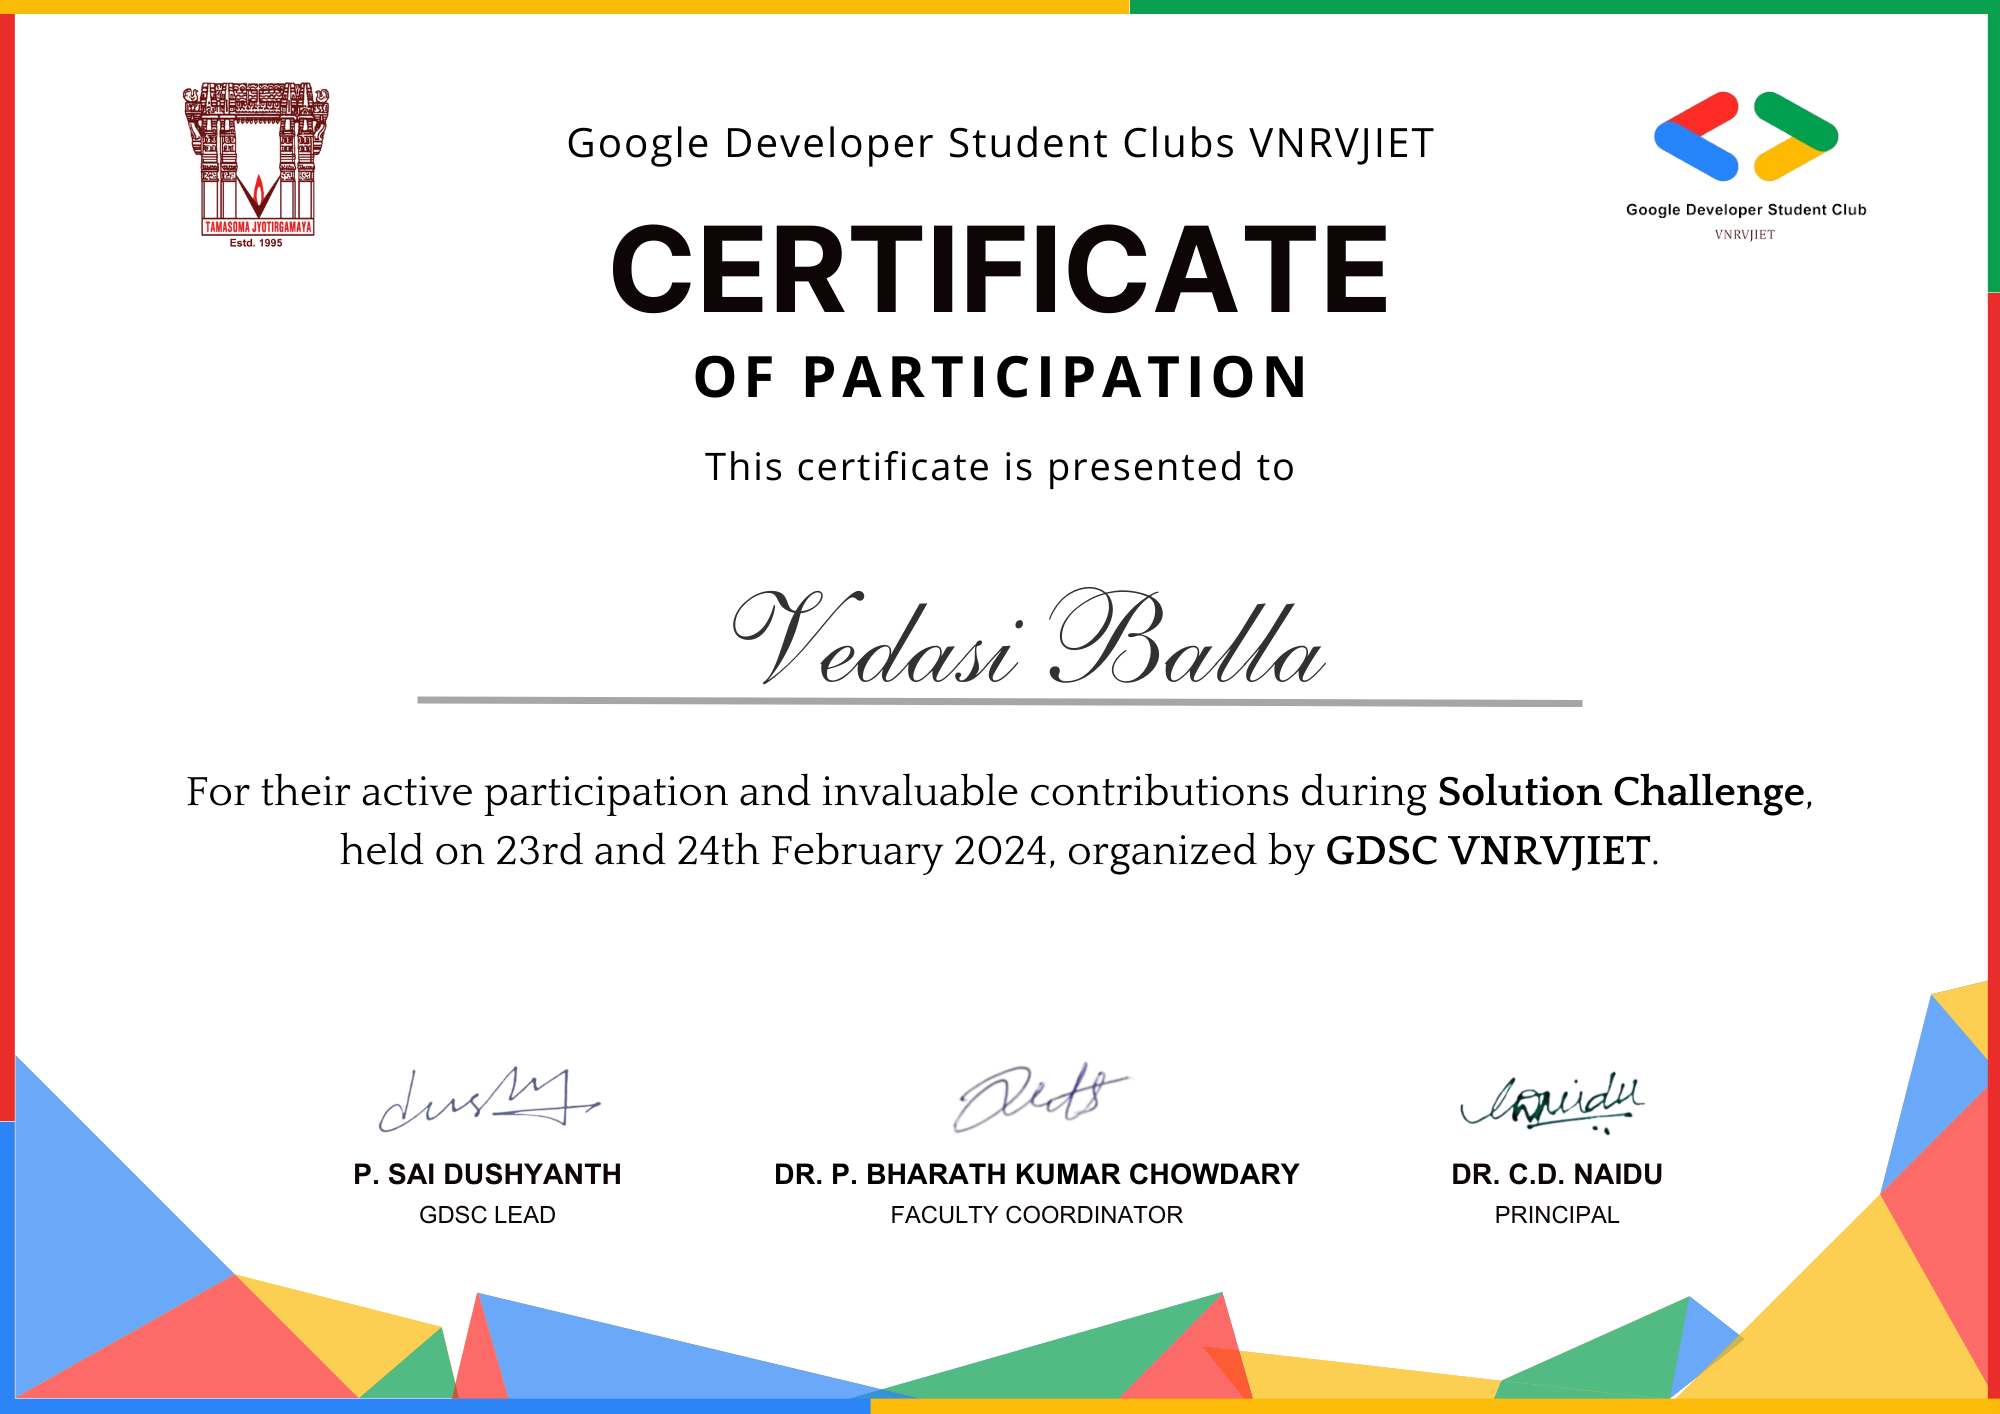 TAMASOMA JYOTIRGAMAYA
Estd. 1995
Google Developer Student Clubs VNRVJIET
Google Developer Student Club
VNRVJIET
CERTIFICATE
OF PARTICIPATION
This certificate is presented to
Vedasi Balla
For their active participation and invaluable contributions during Solution Challenge,
held on 23rd and 24th February 2024, organized by GDSC VNRVJIET.
P. SAI DUSHYANTH
GDSC LEAD
DR. P. BHARATH KUMAR CHOWDARY
FACULTY COORDINATOR
DR. C.D. NAIDU
PRINCIPAL